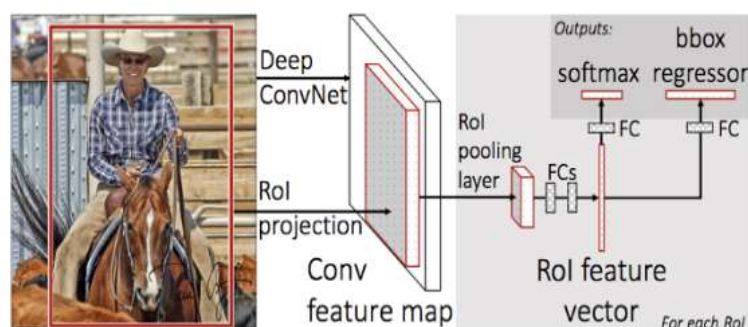 Deep
ConvNet
RoI
projection
Conv
feature map
RoI
pooling
layer
FCs
RoI feature
vector
Outputs:
softmax
bbox
regressor
FC
FC
For each RoI